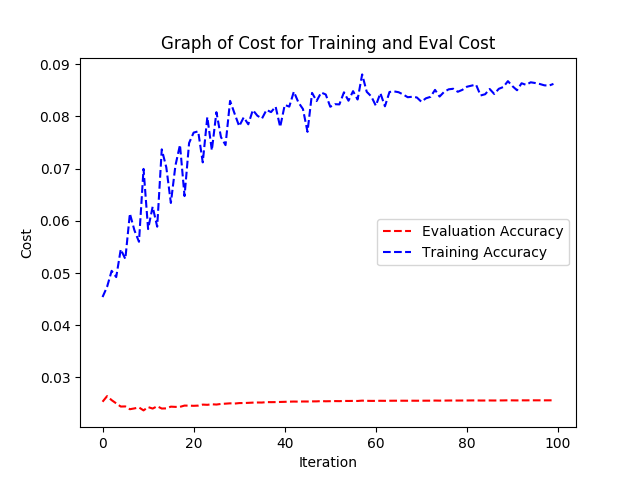 Graph of Cost for Training and Eval Cost
0.09
0.08
0.07
0.06
0.05
0.04
0.03
Cost
Evaluation Accuracy
Training Accuracy
0 20 40 60 80 100
Iteration